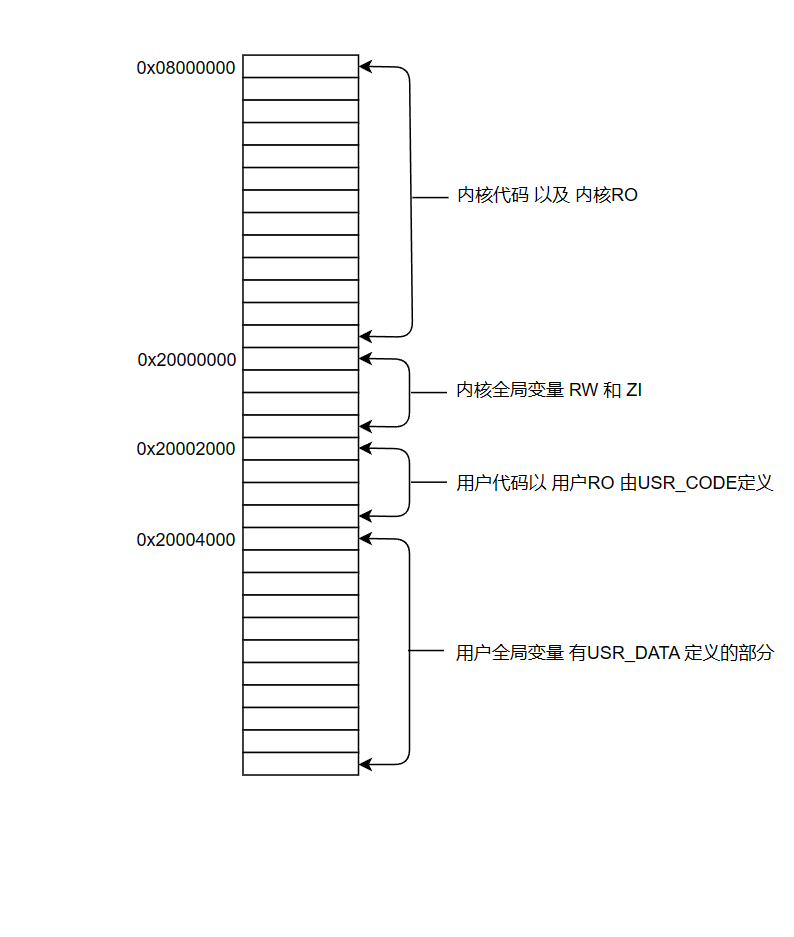 0x08000000
内核代码 以及 内核RO
0x20000000
内核全局变量 RW 和 ZI
0x20002000
用户代码以 用户RO 由USR_CODE定义
0x20004000
用户全局变量 有USR_DATA 定义的部分